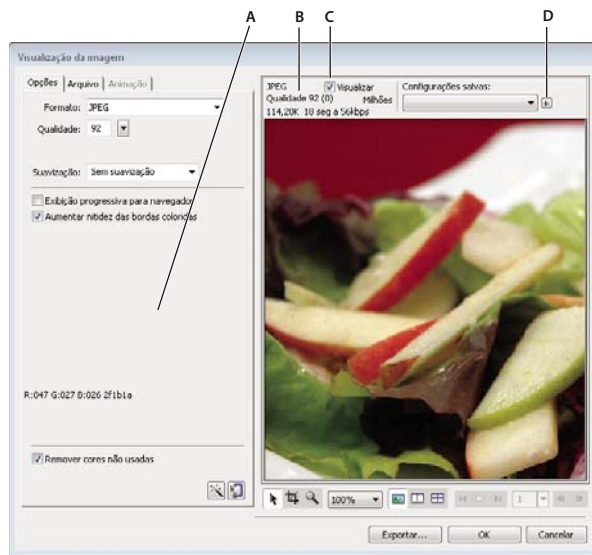 A B C D
Visualização da imagem
Opções Arquivo Animação
Formato: JPEG
Qualidade: 92
Suavização: Sem suavização
Exibição progressiva para navegador
Aumentar nitidez das bordas coloridas
R:047 G:027 B:026 2f1b1a
Remover cores não usadas
JPEG Visualizar Configurações salvas:
Qualidade 92 (0) Milhões
114,20K 18 seg a 56kbps
100% 1
Exportar... OK Cancelar